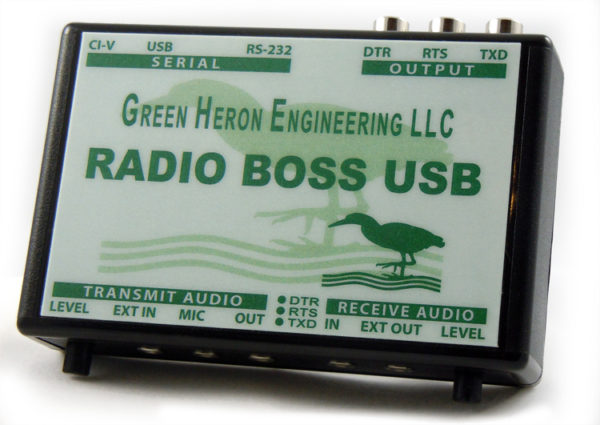 CI-V USB RS-232 DTR RTS TXD
SERIAL OUTPUT
GREEN HERON ENGINEERING LLC
RADIO BOSS USB
TRANSMIT AUDIO DTR RECEIVE AUDIO
RTS
LEVEL EXT IN MIC OUT TXD IN EXT OUT LEVEL